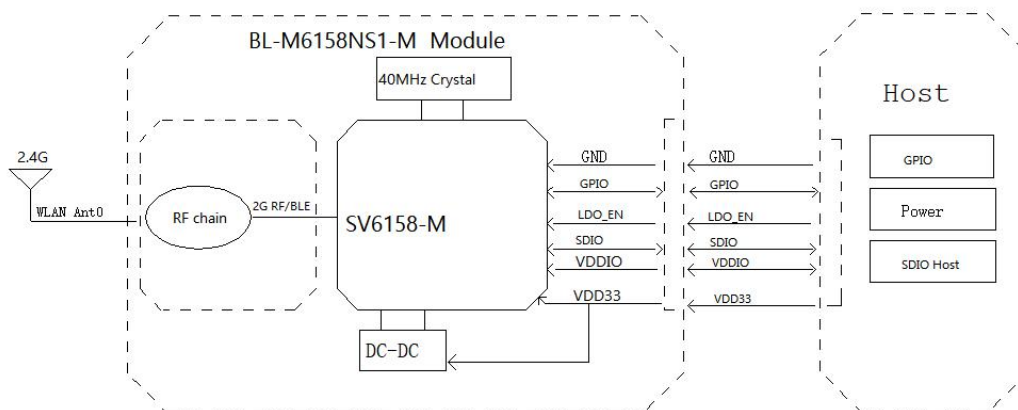 BL-M6158NS1-M Module
40MHz Crystal
Host
2.4G
WLAN Ant0
RF chain
2G RF/BLE
SV6158-M
GND
GPIO
LDO_EN
SDIO
VDDIO
VDD33
DC-DC
GND
GPIO
LDO_EN
SDIO
VDDIO
VDD33
GPIO
Power
SDIO Host